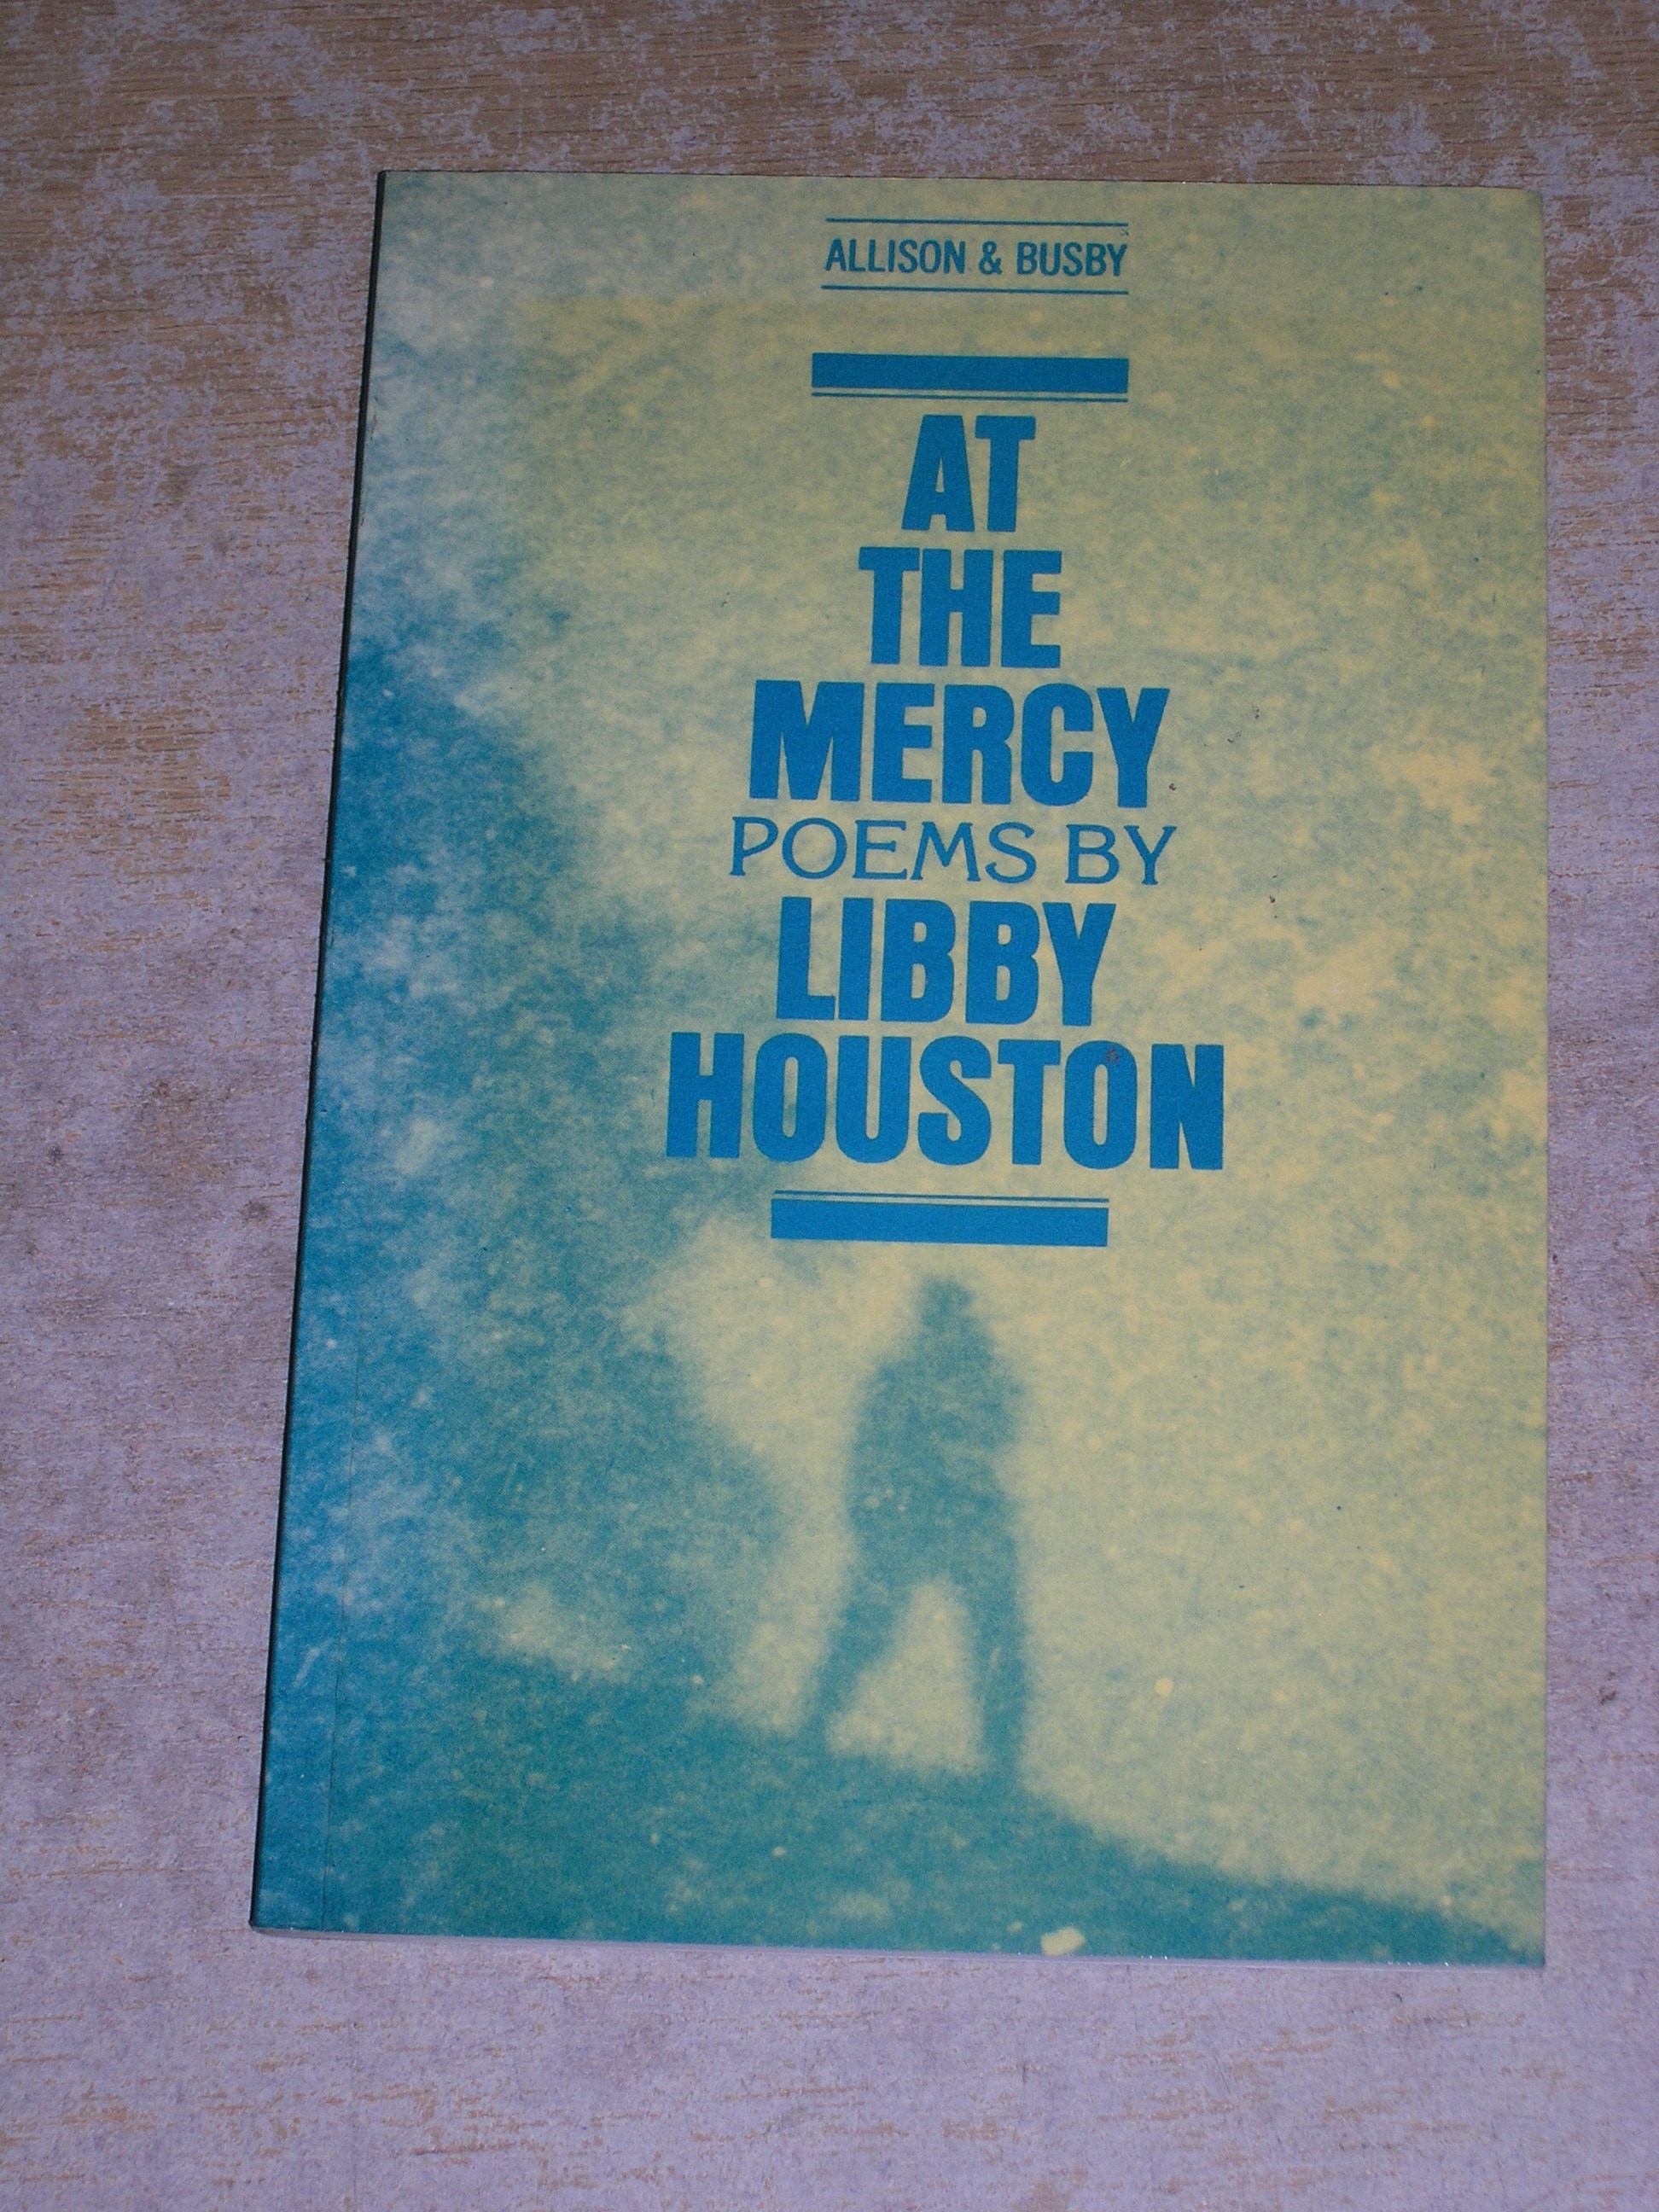 ALLISON & BUSBY
AT
THE
MERCY
POEMS BY
LIBBY
HOUSTON